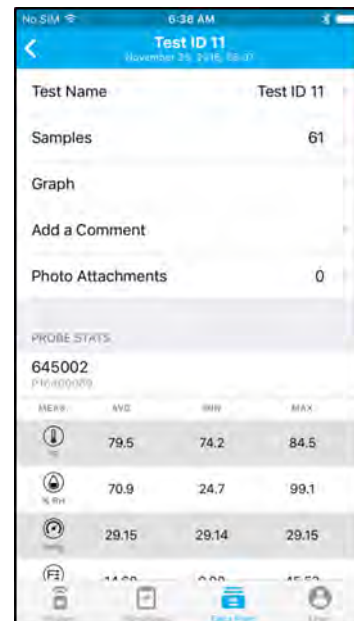 No SIM 6:38 AM
Test ID 11
Test Name Test ID 11
Samples 61
Graph
Add a Comment
Photo Attachments 0
PROBE STATS
645002
MEAS. AVG MIN MAX
79.5 74.2 84.5
% RH 70.9 24.7 99.1
29.15 29.14 29.15